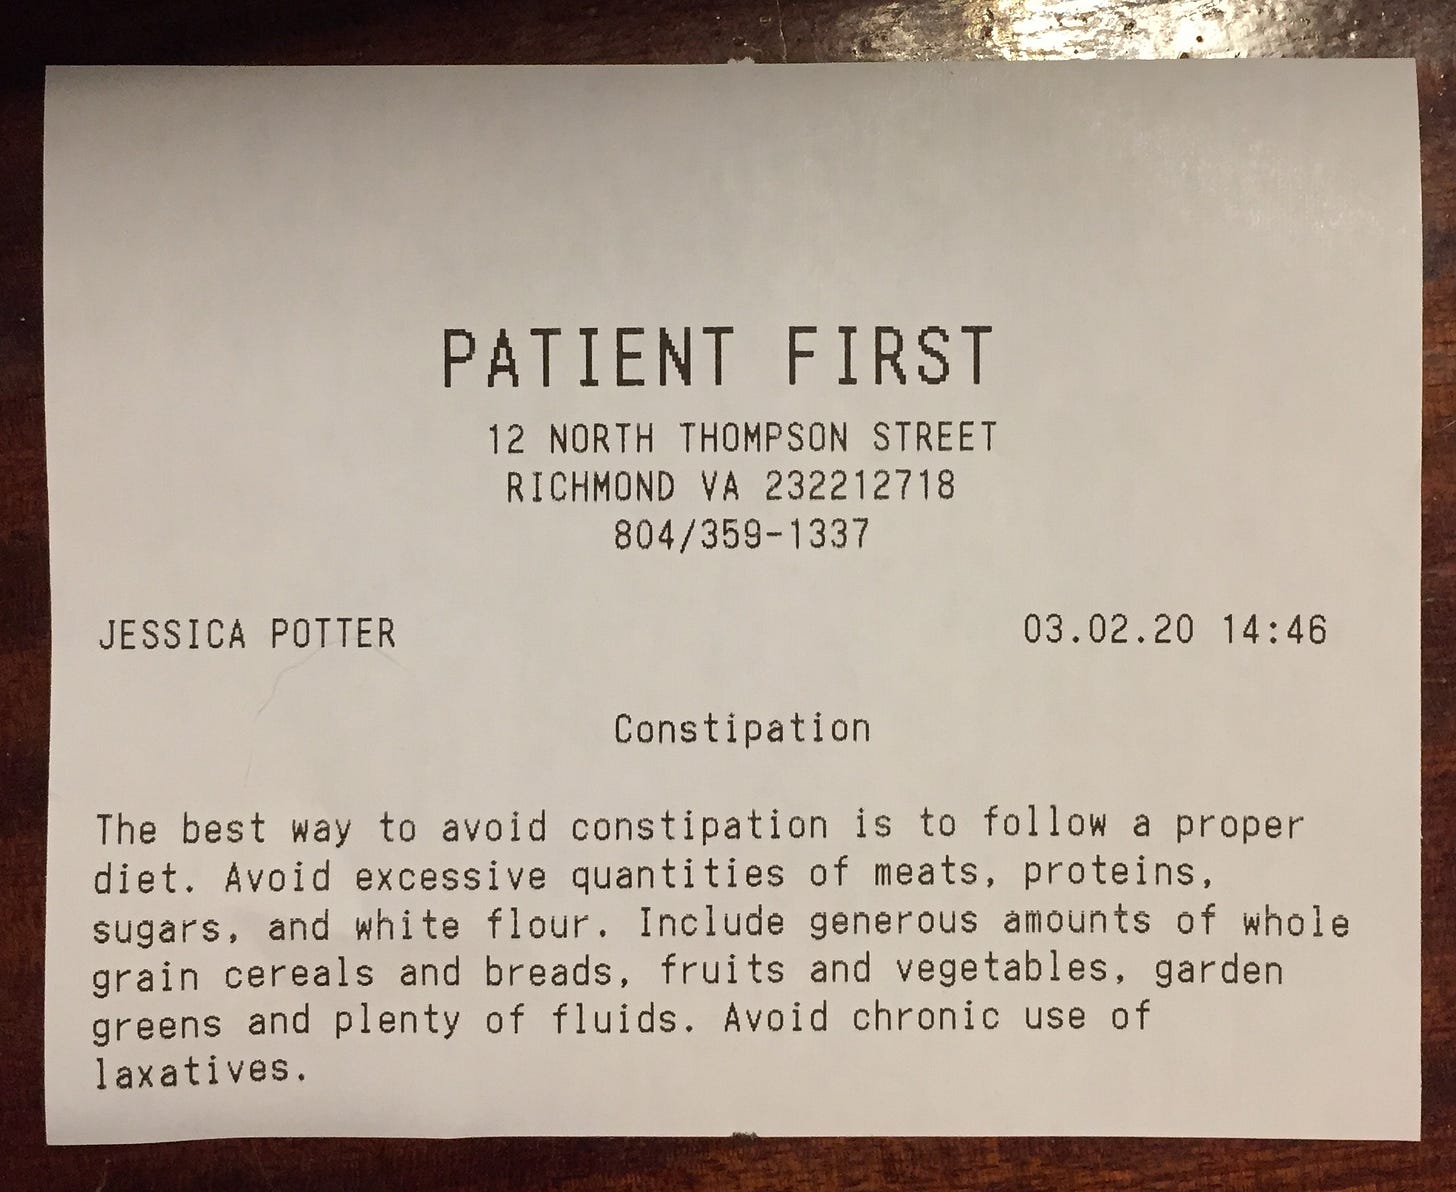 PATIENT FIRST
12 NORTH THOMPSON STREET
RICHMOND VA 232212718
804/359-1337
JESSICA POTTER 03.02.20 14:46
Constipation
The best way to avoid constipation is to follow a proper
diet. Avoid excessive quantities of meats, proteins,
sugars, and white flour. Include generous amounts of whole
grain cereals and breads, fruits and vegetables, garden
greens and plenty of fluids. Avoid chronic use of
laxatives.